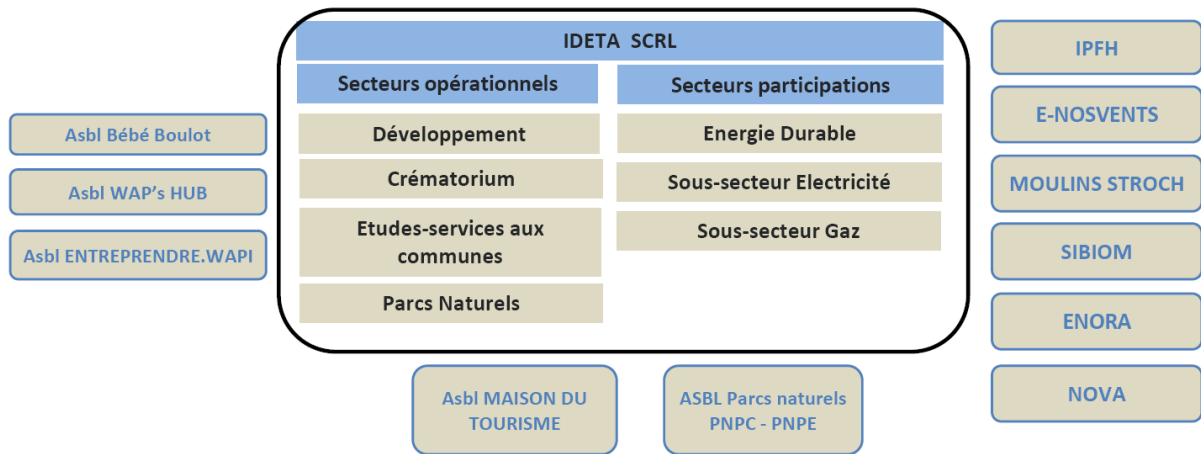 IDETA SCRL
Secteurs opérationnels
Secteurs participations
Développement
Crématorium
Etudes-services aux
communes
Parcs Naturels
Energie Durable
Sous-secteur Electricité
Sous-secteur Gaz
Asbl Bébé Boulot
Asbl WAP’s HUB
Asbl ENTREPRENDRE.WAPI
IPFH
E-NOSVENTS
MOULINS STROCH
SIBIOM
ENORA
NOVA
Asbl MAISON DU
TOURISME
ASBL Parcs naturels
PNPC - PNPE